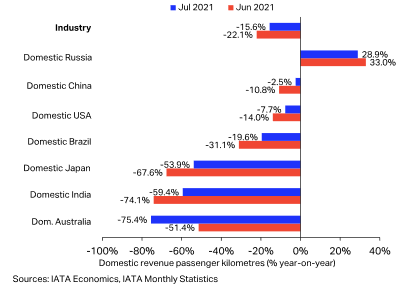 Jul 2021 Jun 2021
Industry -15.6%
-22.1%
Domestic Russia 28.9%
33.0%
Domestic China -2.5%
-10.8%
Domestic USA -7.7%
-14.0%
Domestic Brazil -19.6%
-31.1%
Domestic Japan -53.9%
-67.6%
Domestic India -59.4%
-74.1%
Dom. Australia -75.4%
-51.4%
-100% -80% -60% -40% -20% 0% 20% 40%
Domestic revenue passenger kilometres (% year-on-year)
Sources: IATA Economics, IATA Monthly Statistics